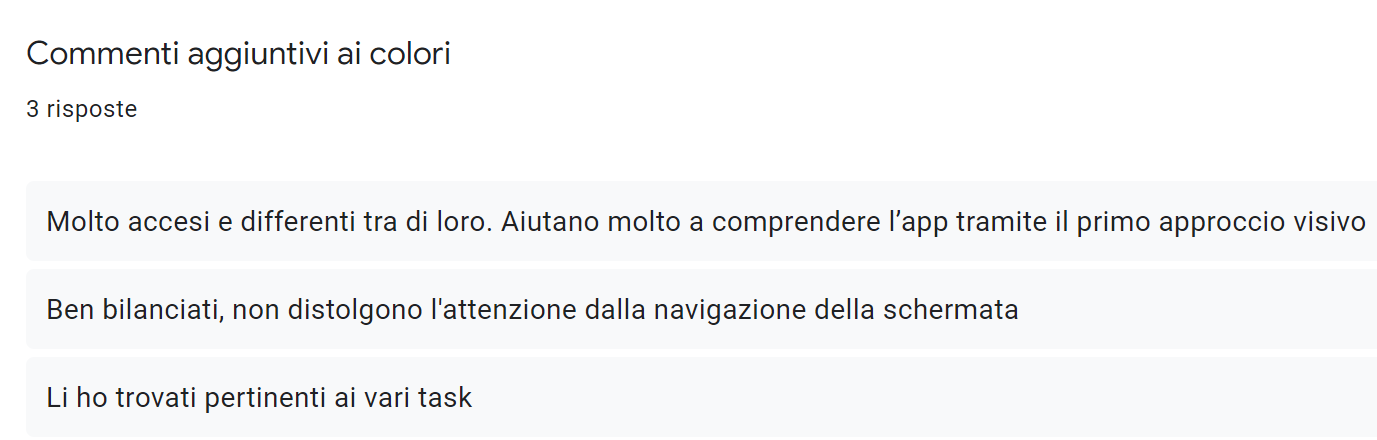 Commenti aggiuntivi ai colori
3 risposte
Molto accesi e differenti tra di loro. Aiutano molto a comprendere l’app tramite il primo approccio visivo
Ben bilanciati, non distolgono l'attenzione dalla navigazione della schermata
Li ho trovati pertinenti ai vari task